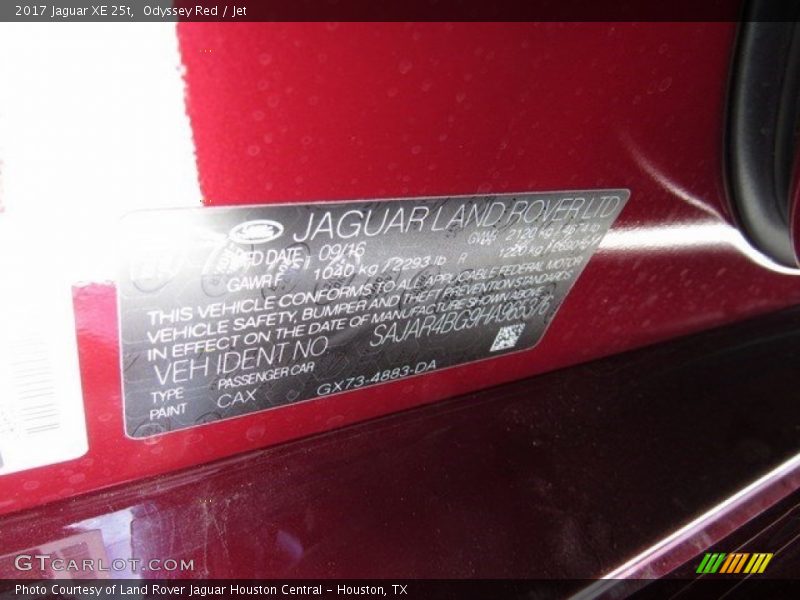 2017 Jaguar XE 25t, Odyssey Red / Jet
JAGUAR LAND ROVER LTD
PROD DATE 09/16 GVWR 2120 kg / 4674 lb
GAWR F 1040 kg / 2293 lb R 1220 kg / 2690 lb
THIS VEHICLE CONFORMS TO ALL APPLICABLE FEDERAL MOTOR
VEHICLE SAFETY, BUMPER AND THEFT PREVENTION STANDARDS
IN EFFECT ON THE DATE OF MANUFACTURE SHOWN ABOVE
VEH IDENT NO SAJAR4BG9HA965376
TYPE PASSENGER CAR
PAINT CAX GX73-4883-DA
GTCARLOT.COM
Photo Courtesy of Land Rover Jaguar Houston Central - Houston, TX